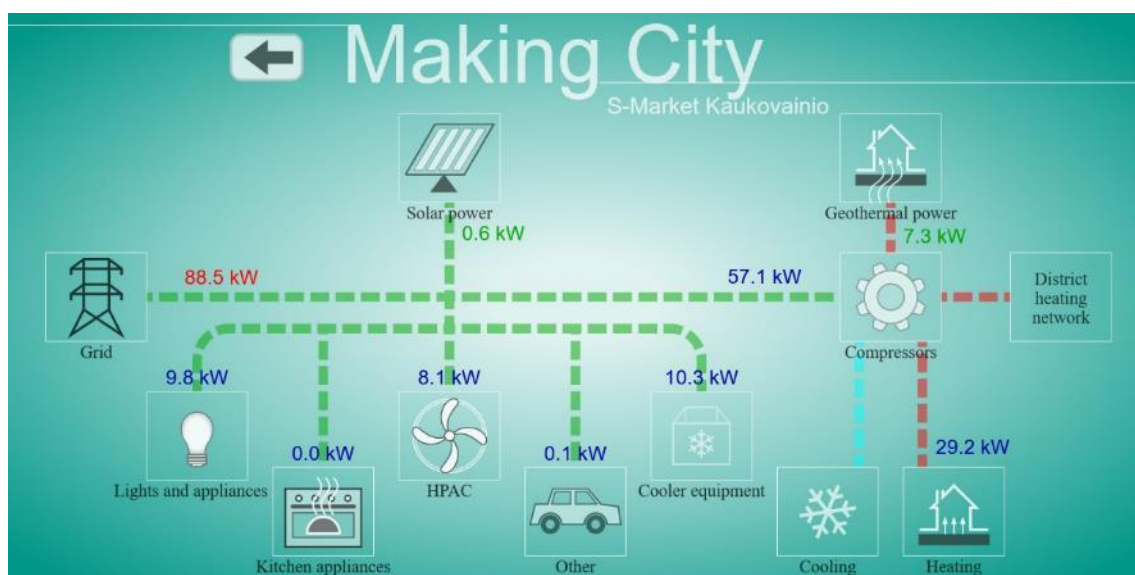 Making City
S-Market Kaukovainio
Solar power
Geothermal power
0.6 kW
7.3 kW
88.5 kW
57.1 kW
District
heating
network
Grid
Compressors
9.8 kW
8.1 kW
10.3 kW
0.0 kW
0.1 kW
29.2 kW
Lights and appliances
HPAC
Cooler equipment
Kitchen appliances
Other
Cooling
Heating